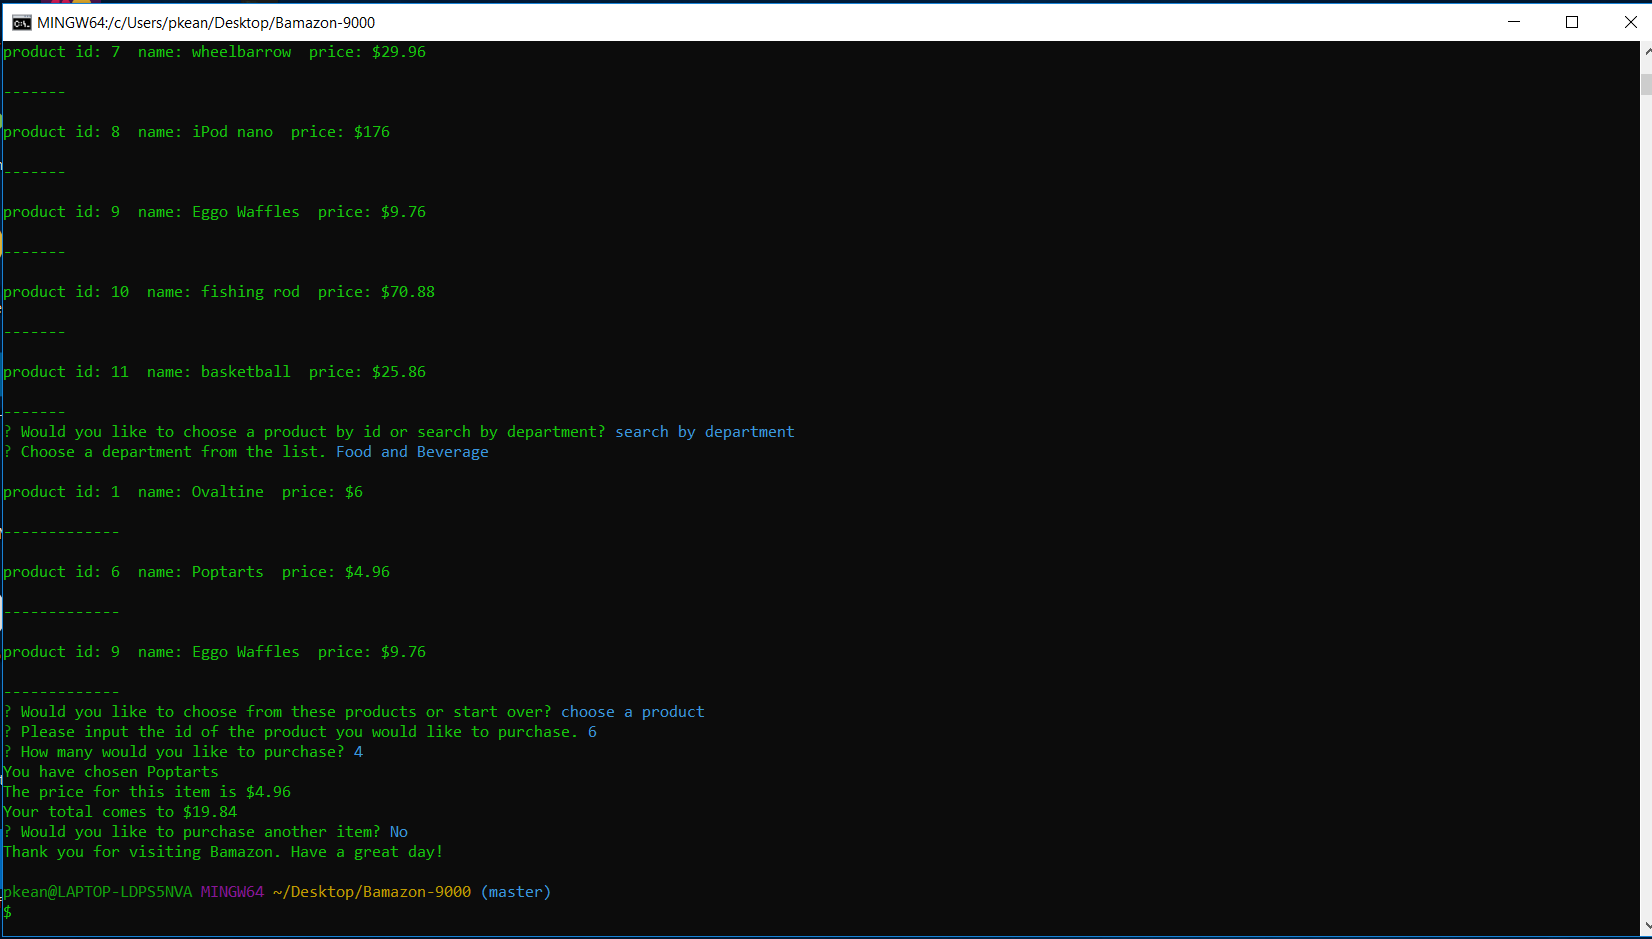 MINGW64:/c/Users/pkean/Desktop/Bamazon-9000
product id: 7  name: wheelbarrow  price: $29.96
-------
product id: 8  name: iPod nano  price: $176
-------
product id: 9  name: Eggo Waffles  price: $9.76
-------
product id: 10  name: fishing rod  price: $70.88
-------
product id: 11  name: basketball  price: $25.86
-------
? Would you like to choose a product by id or search by department? search by department
? Choose a department from the list. Food and Beverage
product id: 1  name: Ovaltine  price: $6
-------------
product id: 6  name: Poptarts  price: $4.96
-------------
product id: 9  name: Eggo Waffles  price: $9.76
-------------
? Would you like to choose from these products or start over? choose a product
? Please input the id of the product you would like to purchase. 6
? How many would you like to purchase? 4
You have chosen Poptarts
The price for this item is $4.96
Your total comes to $19.84
? Would you like to purchase another item? No
Thank you for visiting Bamazon. Have a great day!
pkean@LAPTOP-LDPS5NVA MINGW64 ~/Desktop/Bamazon-9000 (master)
$